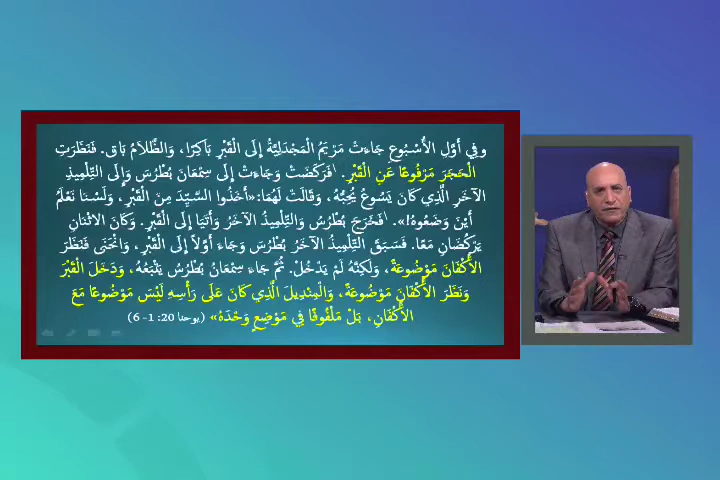 وفِي أَوَّلِ الأُسْبُوعِ جَاءَتْ مَرْيَمُ الْمَجْدَلِيَّةُ إِلَى الْقَبْرِ بَاكِرًا، وَالظَّلاَمُ بَاق. فَنَظَرَتِ
الْحَجَرَ مَرْفُوعًا عَنِ الْقَبْرِ. فَرَكَضَتْ وَجَاءَتْ إِلَى سِمْعَانَ بُطْرُسَ وَإِلَى التِّلْمِيذِ
الآخَرِ الَّذِي كَانَ يَسُوعُ يُحِبُّهُ، وَقَالَتْ لَهُمَا:«أَخَذُوا السَّيِّدَ مِنَ الْقَبْرِ، وَلَسْنَا نَعْلَمُ
أَيْنَ وَضَعُوهُ!». فَخَرَجَ بُطْرُسُ وَالتِّلْمِيذُ الآخَرُ وَأَتَيَا إِلَى الْقَبْرِ. وَكَانَ الاثْنَانِ
يَرْكُضَانِ مَعًا. فَسَبَقَ التِّلْمِيذُ الآخَرُ بُطْرُسَ وَجَاءَ أَوَّلاً إِلَى الْقَبْرِ، وَانْحَنَى فَنَظَرَ
الأَكْفَانَ مَوْضُوعَةً، وَلكِنَّهُ لَمْ يَدْخُلْ. ثُمَّ جَاءَ سِمْعَانُ بُطْرُسُ يَتْبَعُهُ، وَدَخَلَ الْقَبْرَ
وَنَظَرَ الأَكْفَانَ مَوْضُوعَةً، وَالْمِنْدِيلَ الَّذِي كَانَ عَلَى رَأْسِهِ لَيْسَ مَوْضُوعًا مَعَ
الأَكْفَانِ، بَلْ مَلْفُوفًا فِي مَوْضِعٍ وَحْدَهُ» (يوحنا 20: 1- 6)